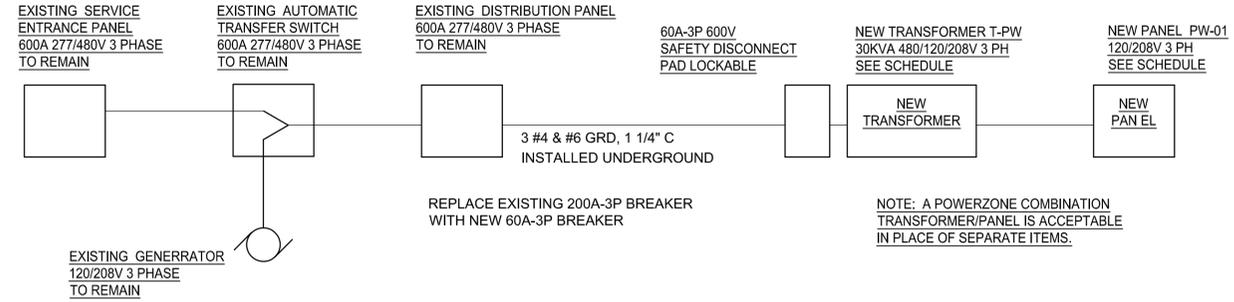 EXISTING SERVICE
ENTRANCE PANEL
600A 277/480V 3 PHASE
TO REMAIN
EXISTING AUTOMATIC
TRANSFER SWITCH
600A 277/480V 3 PHASE
TO REMAIN
EXISTING DISTRIBUTION PANEL
600A 277/480V 3 PHASE
TO REMAIN
60A-3P 600V
SAFETY DISCONNECT
PAD LOCKABLE
NEW TRANSFORMER T-PW
30KVA 480/120/208V 3 PH
SEE SCHEDULE
NEW PANEL PW-01
120/208V 3 PH
SEE SCHEDULE
NEW
TRANSFORMER
NEW
PAN EL
3 #4 & #6 GRD, 1 1/4" C
INSTALLED UNDERGROUND
REPLACE EXISTING 200A-3P BREAKER
WITH NEW 60A-3P BREAKER
NOTE: A POWERZONE COMBINATION
TRANSFORMER/PANEL IS ACCEPTABLE
IN PLACE OF SEPARATE ITEMS.
EXISTING GENERRATOR
120/208V 3 PHASE
TO REMAIN